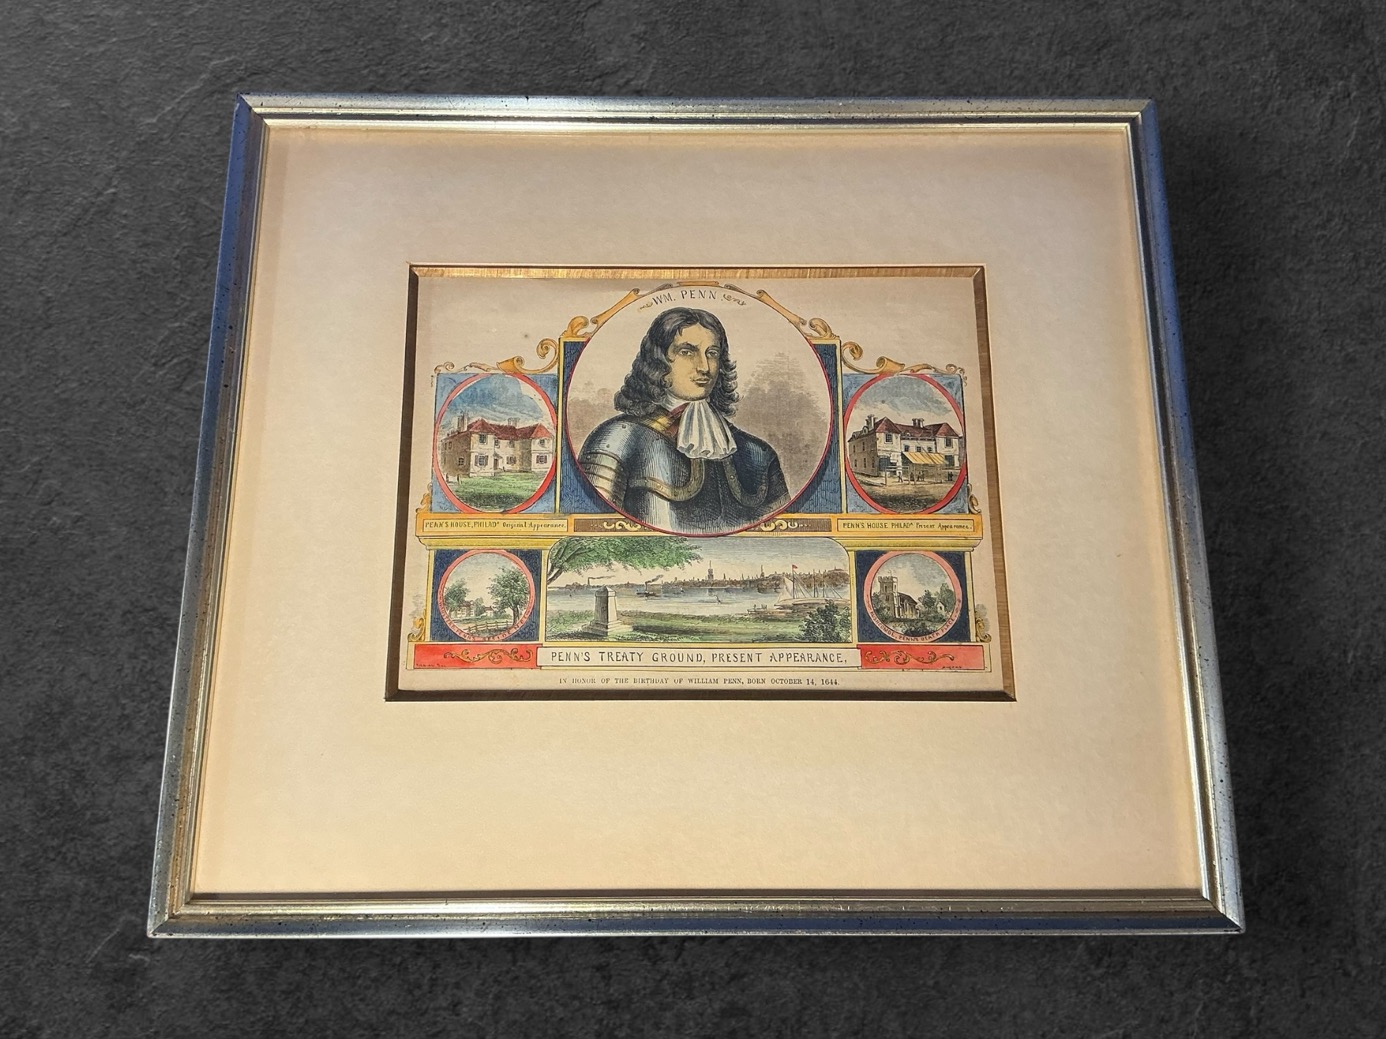 WM. PENN
PENN'S HOUSE, PHILADA Original Appearance.
PENN'S HOUSE PHILADA Present Appearance.
PENN'S TREATY GROUND, PRESENT APPEARANCE.
IN HONOR OF THE BIRTHDAY OF WILLIAM PENN, BORN OCTOBER 14, 1644.